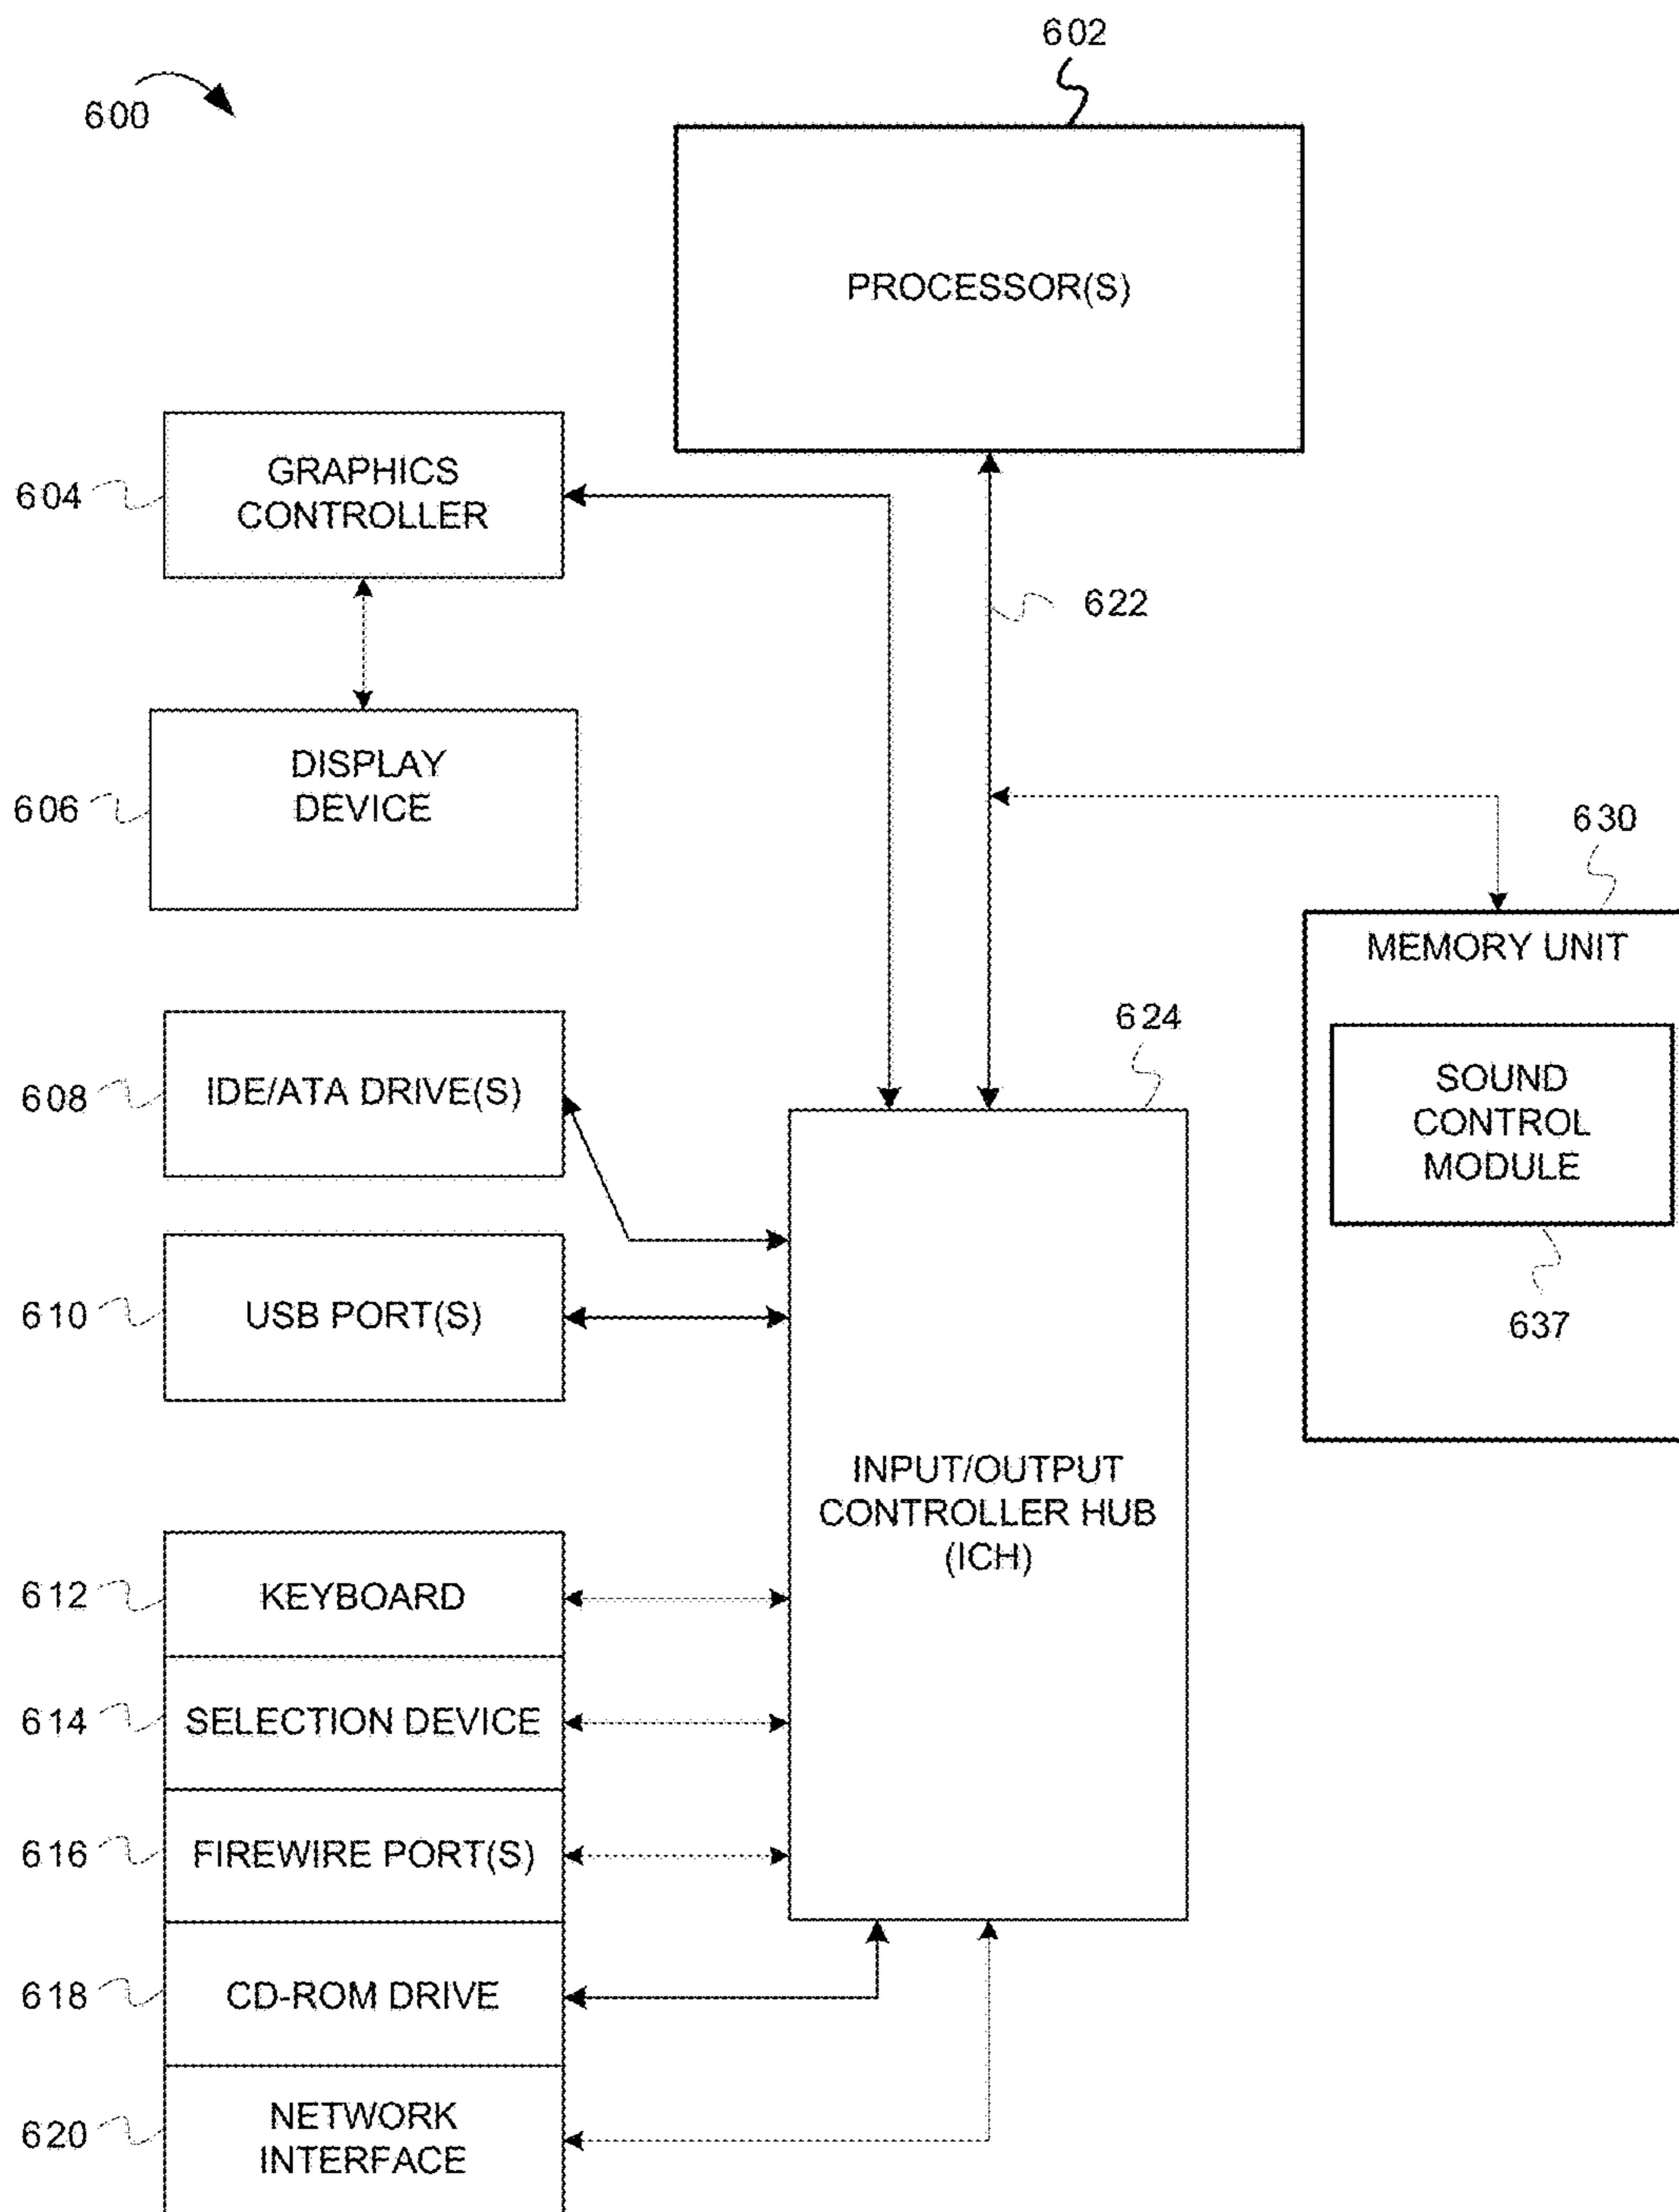 602
600
PROCESSOR(S)
604
GRAPHICS
CONTROLLER
622
606
DISPLAY
DEVICE
630
MEMORY UNIT
624
608
IDE/ATA DRIVE(S)
SOUND
CONTROL
MODULE
610
USB PORT(S)
637
INPUT/OUTPUT
CONTROLLER HUB
(ICH)
612
KEYBOARD
614
SELECTION DEVICE
616
FIREWIRE PORT(S)
618
CD-ROM DRIVE
620
NETWORK
INTERFACE